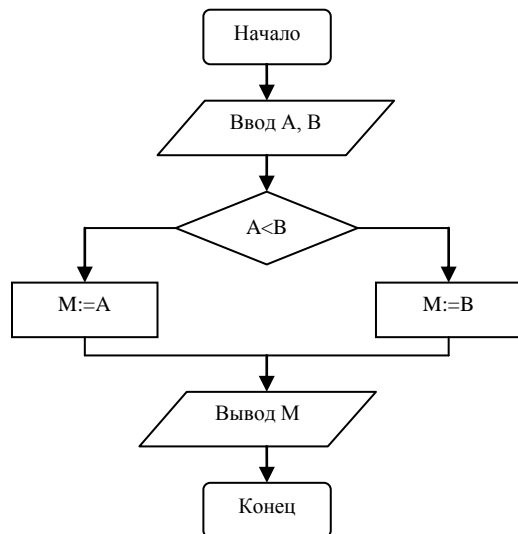 Начало
Ввод A, B
A<B
M:=A
M:=B
Вывод M
Конец